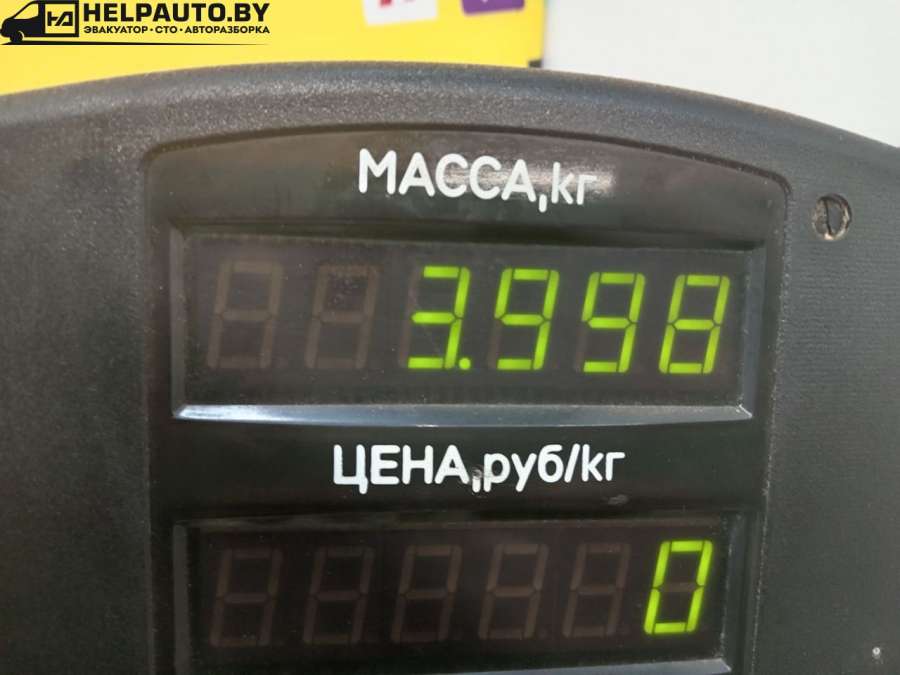 HELPAUTO.BY
ЭВАКУАТОР • СТО • АВТОРАЗБОРКА
МАССА,кг
3.998
ЦЕНА,руб/кг
0